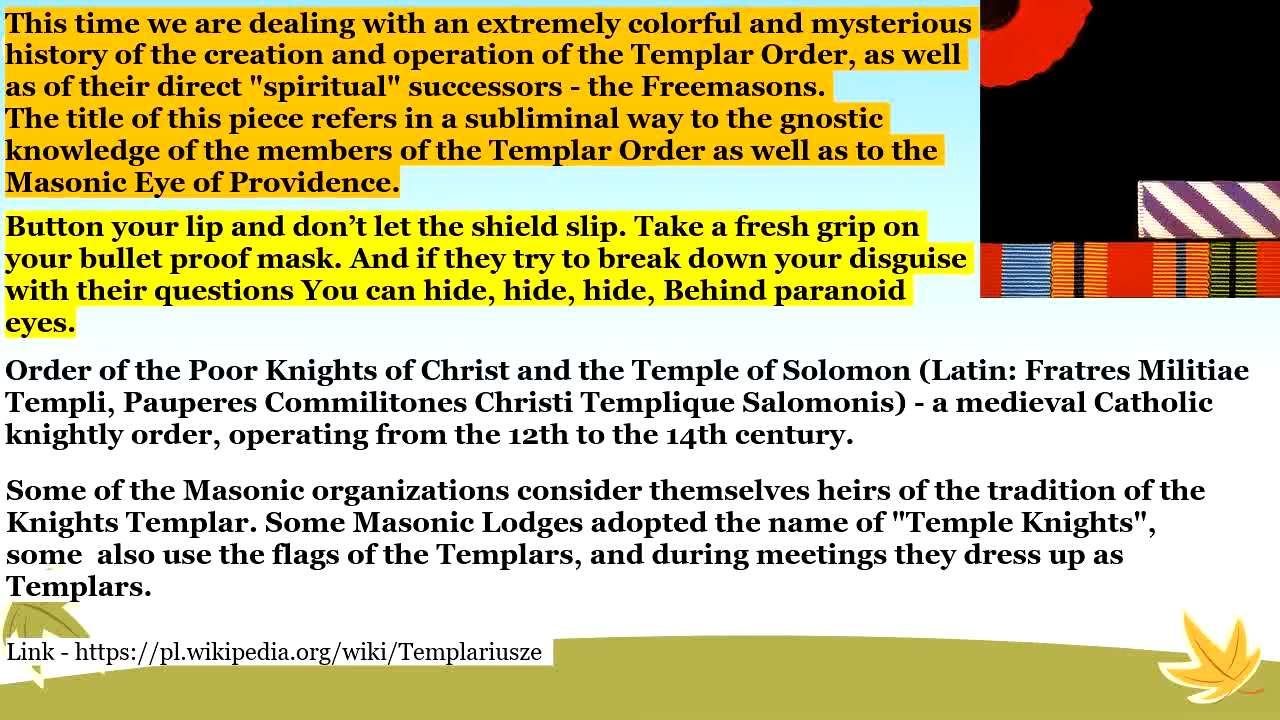 This time we are dealing with an extremely colorful and mysterious
history of the creation and operation of the Templar Order, as well
as of their direct "spiritual" successors - the Freemasons.
The title of this piece refers in a subliminal way to the gnostic
knowledge of the members of the Templar Order as well as to the
Masonic Eye of Providence.
Button your lip and don’t let the shield slip. Take a fresh grip on
your bullet proof mask. And if they try to break down your disguise
with their questions You can hide, hide, hide, Behind paranoid
eyes.
Order of the Poor Knights of Christ and the Temple of Solomon (Latin: Fratres Militiae
Templi, Pauperes Commilitones Christi Templique Salomonis) - a medieval Catholic
knightly order, operating from the 12th to the 14th century.
Some of the Masonic organizations consider themselves heirs of the tradition of the
Knights Templar. Some Masonic Lodges adopted the name of "Temple Knights",
some  also use the flags of the Templars, and during meetings they dress up as
Templars.
Link - https://pl.wikipedia.org/wiki/Templariusze